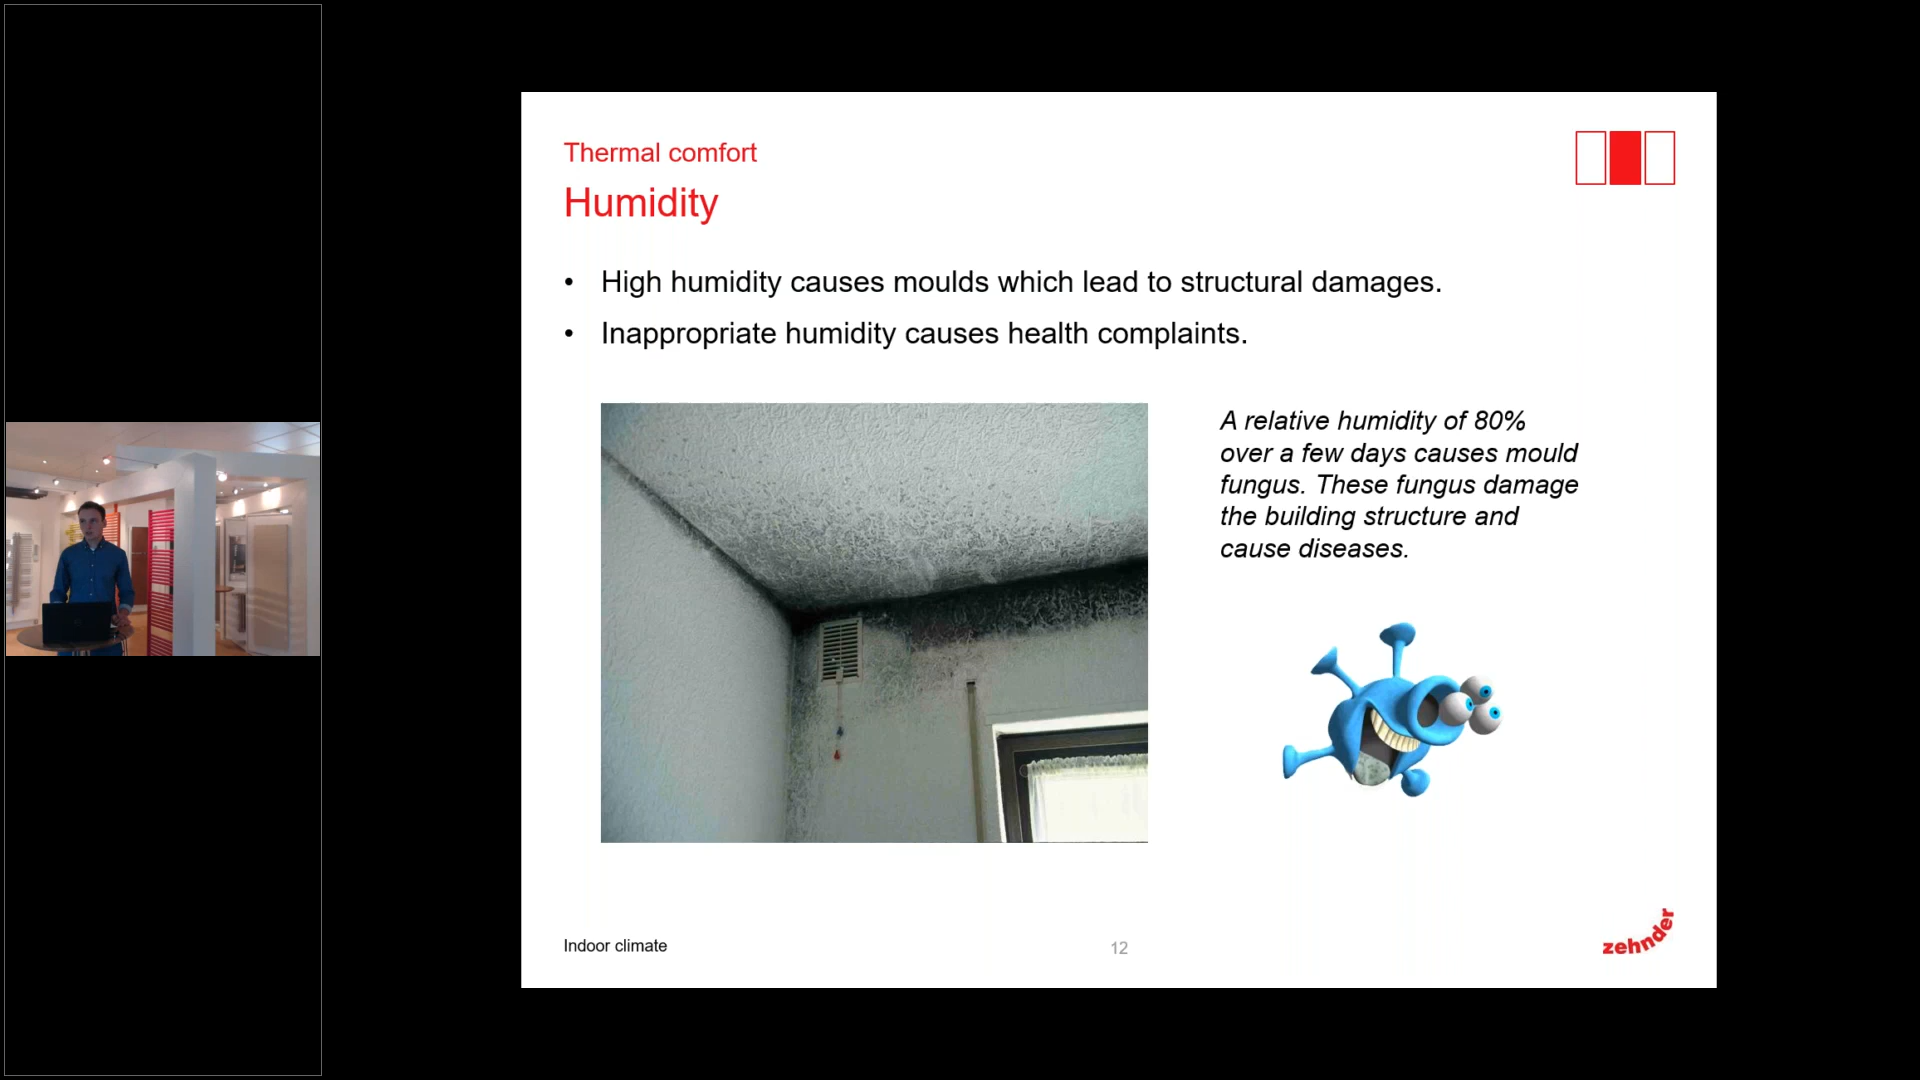 Thermal comfort
Humidity
• High humidity causes moulds which lead to structural damages.
• Inappropriate humidity causes health complaints.
A relative humidity of 80%
over a few days causes mould
fungus. These fungus damage
the building structure and
cause diseases.
Indoor climate
12
zehnder